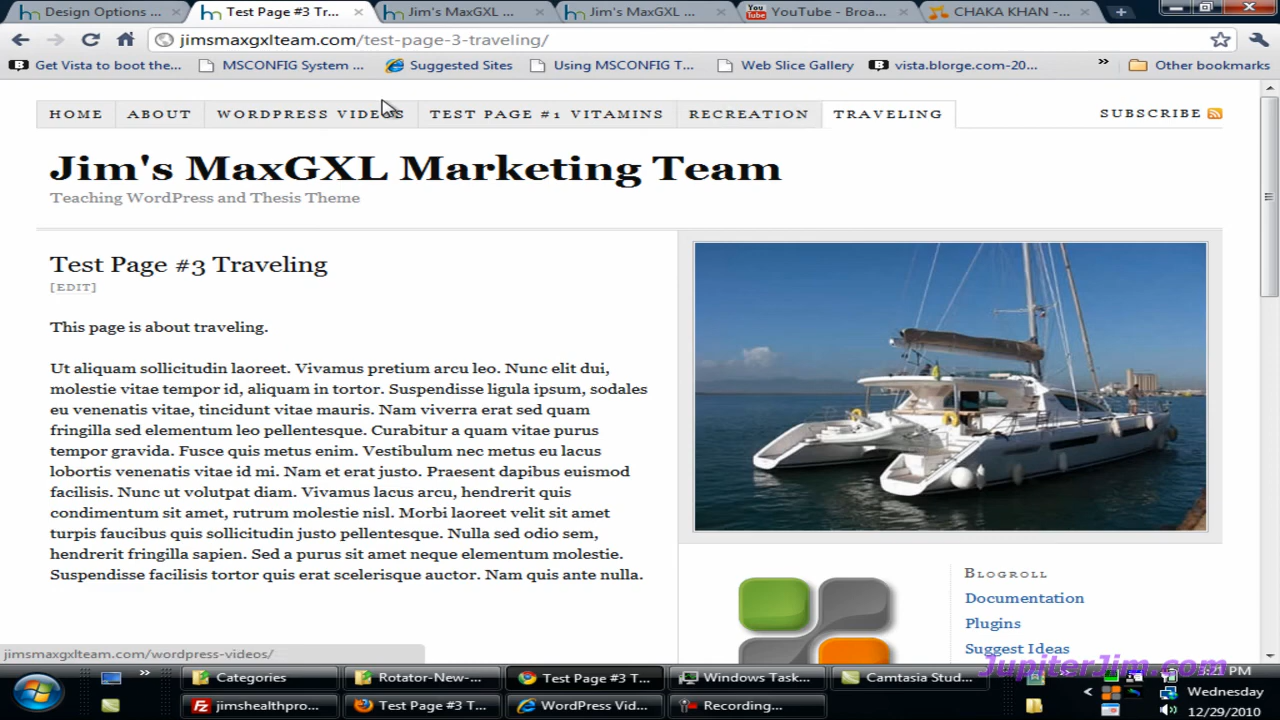 Design Options ...
Test Page #3 Tr...
Jim's MaxGXL ...
Jim's MaxGXL ...
YouTube - Broa...
CHAKA KHAN -...
jimsmaxgxlteam.com/test-page-3-traveling/
Get Vista to boot the...
MSCONFIG System ...
Suggested Sites
Using MSCONFIG T...
Web Slice Gallery
vista.blorge.com-20...
Other bookmarks
HOME
ABOUT
WORDPRESS VIDEOS
TEST PAGE #1 VITAMINS
RECREATION
TRAVELING
SUBSCRIBE
Jim's MaxGXL Marketing Team
Teaching WordPress and Thesis Theme
Test Page #3 Traveling
[EDIT]
This page is about traveling.
Ut aliquam sollicitudin laoreet. Vivamus pretium arcu leo. Nunc elit dui,
molestie vitae tempor id, aliquam in tortor. Suspendisse ligula ipsum, sodales
eu venenatis vitae, tincidunt vitae mauris. Nam viverra erat sed quam
fringilla sed elementum leo pellentesque. Curabitur a quam vitae purus
tempor gravida. Fusce quis metus enim. Vestibulum nec metus eu lacus
lobortis venenatis vitae id mi. Nam et erat justo. Praesent dapibus euismod
facilisis. Nunc ut volutpat diam. Vivamus lacus arcu, hendrerit quis
condimentum sit amet, rutrum molestie nisl. Morbi laoreet velit sit amet
turpis faucibus quis sollicitudin justo pellentesque. Nulla sed odio sem,
hendrerit fringilla sapien. Sed a purus sit amet neque elementum molestie.
Suspendisse facilisis tortor quis erat scelerisque auctor. Nam quis ante nulla.
BLOGROLL
Documentation
Plugins
Suggest Ideas
jimsmaxgxlteam.com/wordpress-videos/
JupiterJim.com
Categories
Rotator-New-...
Test Page #3 T...
Windows Task...
Camtasia Stud...
:21 PM
jimshealthpro...
Test Page #3 T...
WordPress Vid...
Recording...
Wednesday
12/29/2010